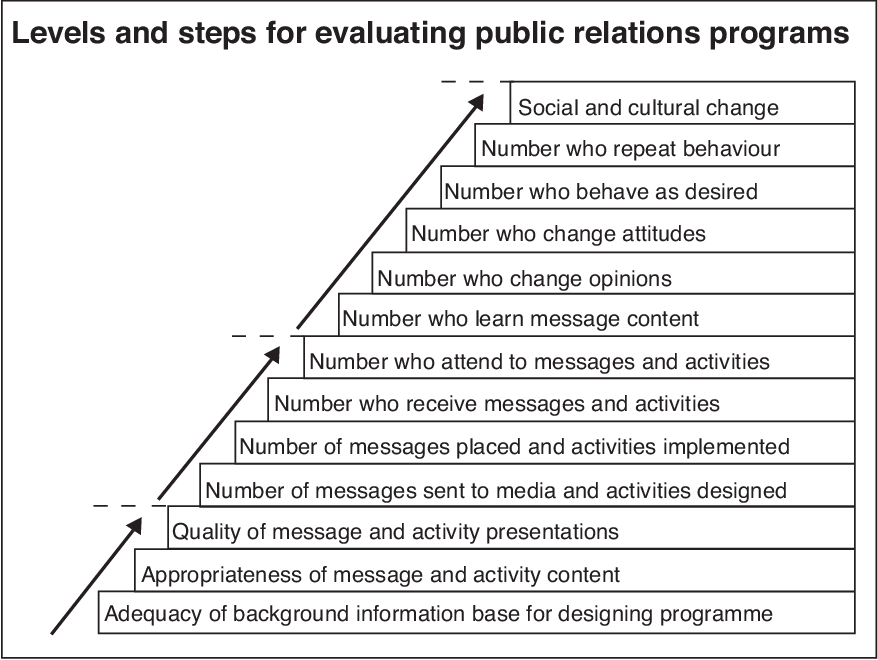 Levels and steps for evaluating public relations programs
Social and cultural change
Number who repeat behaviour
Number who behave as desired
Number who change attitudes
Number who change opinions
Number who learn message content
Number who attend to messages and activities
Number who receive messages and activities
Number of messages placed and activities implemented
Number of messages sent to media and activities designed
Quality of message and activity presentations
Appropriateness of message and activity content
Adequacy of background information base for designing programme